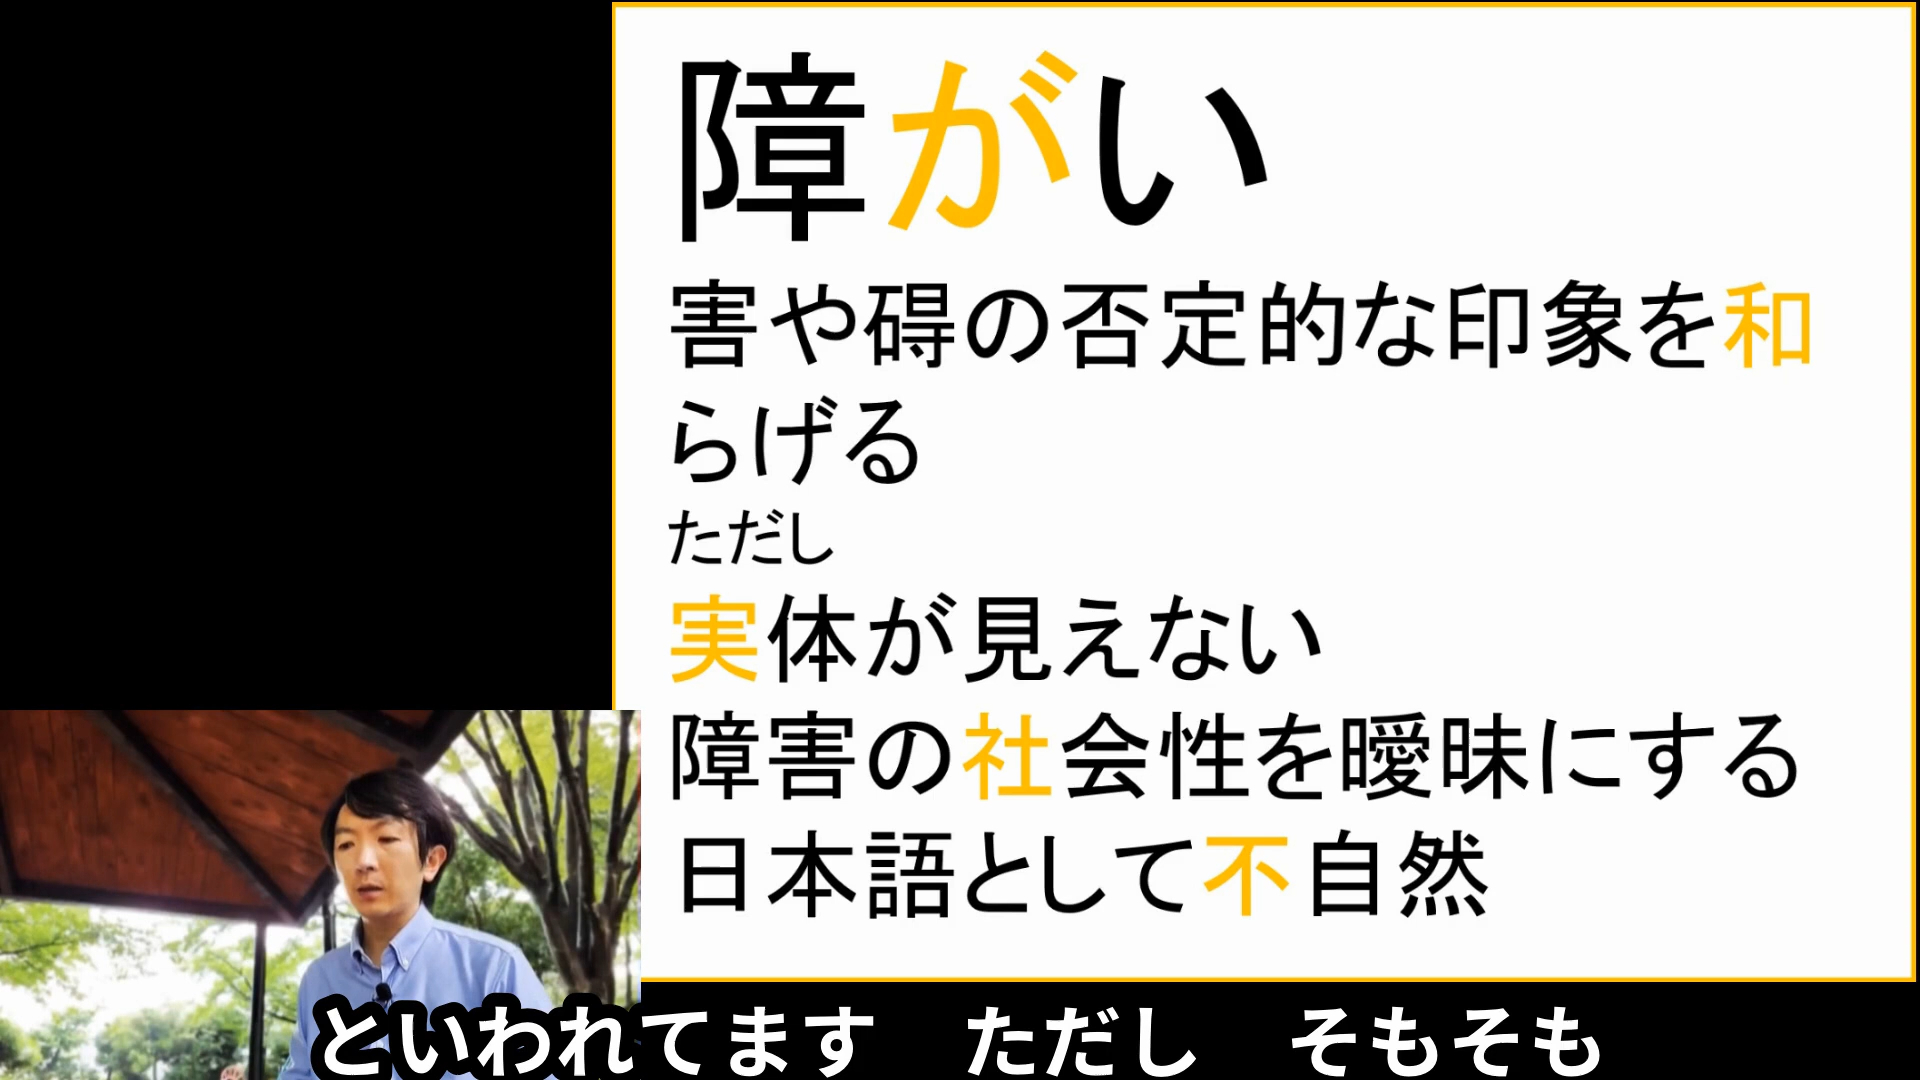 障がい
害や碍の否定的な印象を和
らげる
ただし
実体が見えない
障害の社会性を曖昧にする
日本語として不自然
といわれてます　ただし　そもそも